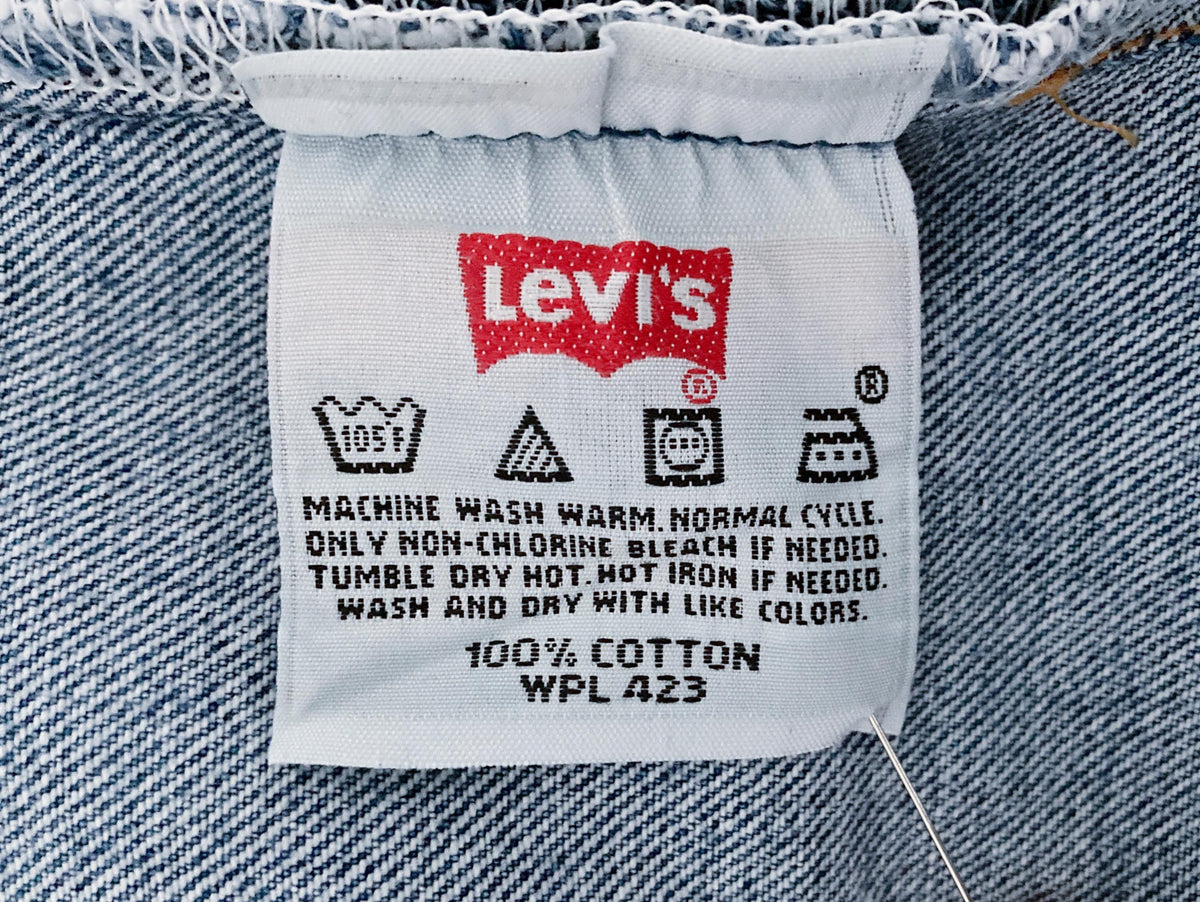 LEVI'S
®
®
105°F
MACHINE WASH WARM. NORMAL CYCLE.
ONLY NON-CHLORINE BLEACH IF NEEDED.
TUMBLE DRY HOT. HOT IRON IF NEEDED.
WASH AND DRY WITH LIKE COLORS.
100% COTTON
WPL 423